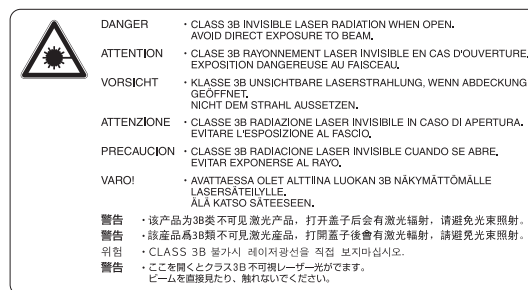 DANGER · CLASS 3B INVISIBLE LASER RADIATION WHEN OPEN.
AVOID DIRECT EXPOSURE TO BEAM.
ATTENTION · CLASE 3B RAYONNEMENT LASER INVISIBLE EN CAS D'OUVERTURE,
EXPOSITION DANGEREUSE AU FAISCEAU.
VORSICHT · KLASSE 3B UNSICHTBARE LASERSTRAHLUNG, WENN ABDECKUNG
GEÖFFNET.
NICHT DEM STRAHL AUSSETZEN.
ATTENZIONE · CLASSE 3B RADIAZIONE LASER INVISIBILE IN CASO DI APERTURA.
EVITARE L'ESPOSIZIONE AL FASCIO.
PRECAUCION · CLASSE 3B RADIACIONE LASER INVISIBLE CUANDO SE ABRE.
EVITAR EXPONERSE AL RAYO.
VARO! · AVATTAESSA OLET ALTTIINA LUOKAN 3B NÄKYMÄTTÖMÄLLE
LASERSÄTEILYLLE.
ÄLÄ KATSO SÄTEESEEN.
警告 · 该产品为3B类不可见激光产品，打开盖子后会有激光辐射，请避免光束照射。
警告 · 該産品爲3B類不可見激光産品，打開蓋子後會有激光輻射，請避免光束照射。
위험 · CLASS 3B 불가시 레이저광선을 직접 보지마십시오.
警告 · ここを開くとクラス3B不可視レーザー光がでます。
ビームを直接見たり、触れないでください。